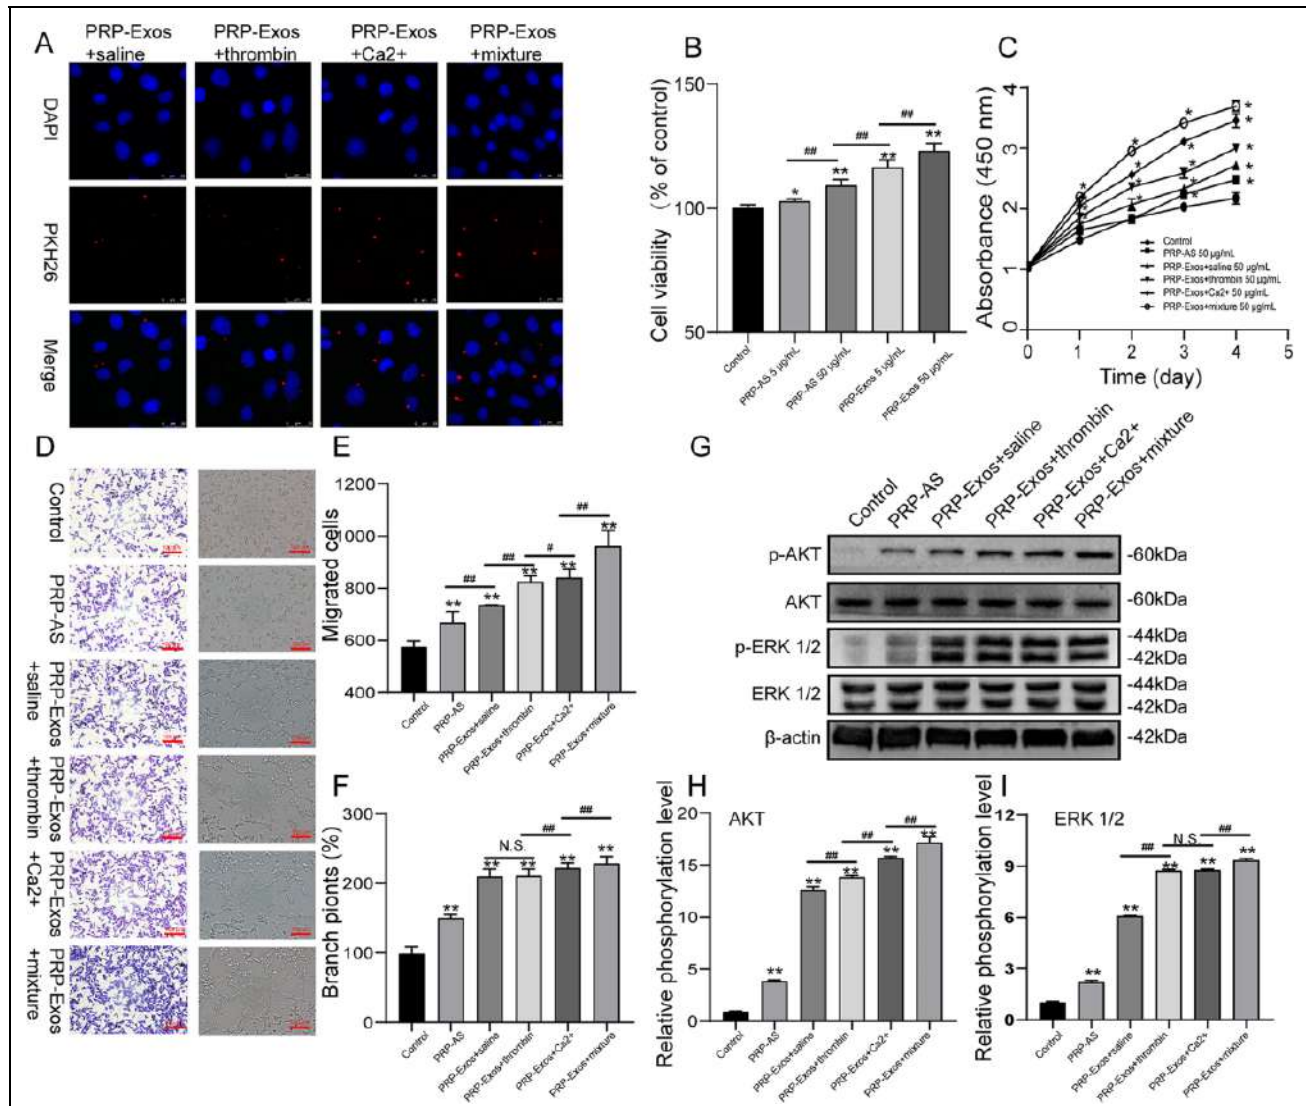 A
PRP-Exos +saline
PRP-Exos +thrombin
PRP-Exos +Ca2+
PRP-Exos +mixture
DAPI
PKH26
Merge
B
Cell viability (% of control)
150
100
50
*
**
**
**
##
##
##
Control
PRP-AS 5 µg/mL
PRP-AS 50 µg/mL
PRP-Exos 5 µg/mL
PRP-Exos 50 µg/mL
C
Absorbance (450 nm)
4
3
2
1
0
0
1
2
3
4
Time (day)
Control
PRP-AS 50 µg/mL
PRP-Exos+saline 50 µg/mL
PRP-Exos+thrombin 50 µg/mL
PRP-Exos+Ca2+ 50 µg/mL
PRP-Exos+mixture 50 µg/mL
D
Control
PRP-AS
PRP-Exos +saline
PRP-Exos +thrombin
PRP-Exos +Ca2+
PRP-Exos +mixture
E
Migrated cells
1200
1000
800
600
400
**
**
**
**
**
##
##
#
##
Control
PRP-AS
PRP-Exos+saline
PRP-Exos+thrombin
PRP-Exos+Ca2+
PRP-Exos+mixture
F
Branch pionts (%)
300
200
100
0
**
**
**
**
**
N.S.
##
##
Control
PRP-AS
PRP-Exos+saline
PRP-Exos+thrombin
PRP-Exos+Ca2+
PRP-Exos+mixture
G
Control
PRP-AS
PRP-Exos+saline
PRP-Exos+thrombin
PRP-Exos+Ca2+
PRP-Exos+mixture
p-AKT -60kDa
AKT -60kDa
p-ERK 1/2 -44kDa
-42kDa
ERK 1/2 -44kDa
-42kDa
β-actin -42kDa
H
AKT
Relative phosphorylation level
20
15
10
5
0
**
**
**
**
**
##
##
##
Control
PRP-AS
PRP-Exos+saline
PRP-Exos+thrombin
PRP-Exos+Ca2+
PRP-Exos+mixture
I
ERK 1/2
Relative phosphorylation level
12
9
6
3
0
**
**
**
**
**
##
N.S.
##
Control
PRP-AS
PRP-Exos+saline
PRP-Exos+thrombin
PRP-Exos+Ca2+
PRP-Exos+mixture